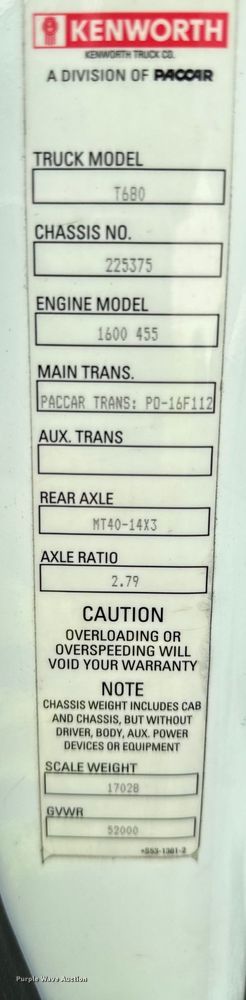 KENWORTH
KENWORTH TRUCK CO.
A DIVISION OF PACCAR
TRUCK MODEL
T680
CHASSIS NO.
225375
ENGINE MODEL
1600 455
MAIN TRANS.
PACCAR TRANS: PO-16F112
AUX. TRANS
REAR AXLE
MT40-14X3
AXLE RATIO
2.79
CAUTION
OVERLOADING OR
OVERSPEEDING WILL
VOID YOUR WARRANTY
NOTE
CHASSIS WEIGHT INCLUDES CAB
AND CHASSIS, BUT WITHOUT
DRIVER, BODY, AUX. POWER
DEVICES OR EQUIPMENT
SCALE WEIGHT
17028
GVWR
52000
Purple Wave Auction